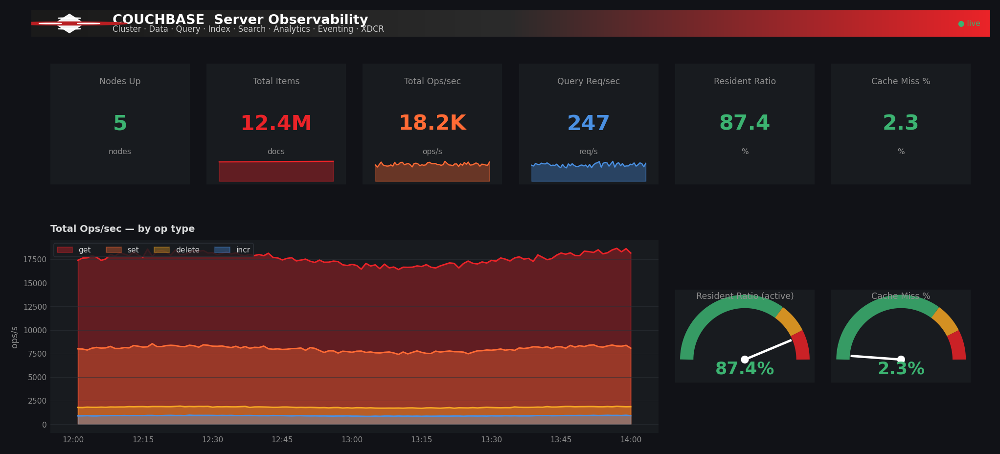 COUCHBASE  Server Observability
Cluster · Data · Query · Index · Search · Analytics · Eventing · XDCR
● live
Nodes Up
5
nodes
Total Items
12.4M
docs
Total Ops/sec
18.2K
ops/s
Query Req/sec
247
req/s
Resident Ratio
87.4
%
Cache Miss %
2.3
%
Total Ops/sec — by op type
get set delete incr
ops/s
17500
15000
12500
10000
7500
5000
2500
0
12:00 12:15 12:30 12:45 13:00 13:15 13:30 13:45 14:00
Resident Ratio (active)
87.4%
Cache Miss %
2.3%